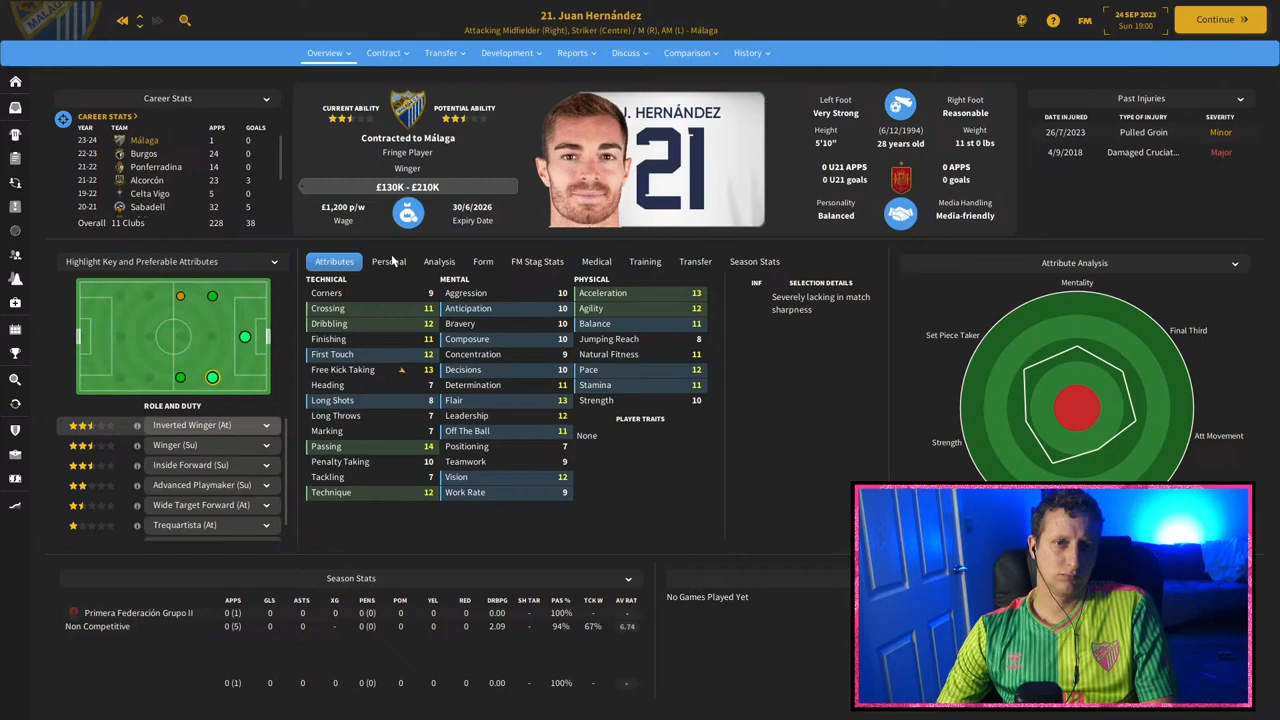 MÁLAGA
21. Juan Hernández
Attacking Midfielder (Right), Striker (Centre) / M (R), AM (L) - Málaga
FM
24 SEP 2023
Sun 19:00
Continue
Overview
Contract
Transfer
Development
Reports
Discuss
Comparison
History
Career Stats
CAREER STATS
YEAR TEAM APPS GOALS
23-24 Málaga 1 0
22-23 Burgos 24 0
21-22 Ponferradina 14 0
21-22 Alcorcón 23 3
19-20 Celta Vigo 0 0
31-32 Sabadell 32 5
Overall 11 Clubs 228 38
CURRENT ABILITY
POTENTIAL ABILITY
Contracted to Málaga
Fringe Player
Winger
£130K - £210K
£1,200 p/w
Wage
30/6/2026
Expiry Date
J. HERNÁNDEZ
21
Left Foot
Very Strong
Right Foot
Reasonable
Height
5'10"
(6/12/1994)
28 years old
Weight
11 st 0 lbs
0 U21 APPS
0 U21 goals
0 APPS
0 goals
Personality
Balanced
Media Handling
Media-friendly
Past Injuries
DATE INJURED TYPE OF INJURY SEVERITY
26/7/2023 Pulled Groin Minor
4/9/2018 Damaged Cruciat... Major
Highlight Key and Preferable Attributes
ROLE AND DUTY
Inverted Winger (At)
Winger (Su)
Inside Forward (Su)
Advanced Playmaker (Su)
Wide Target Forward (At)
Trequartista (At)
Attributes
Personal
Analysis
Form
FM Stag Stats
Medical
Training
Transfer
Season Stats
TECHNICAL
Corners 9
Crossing 11
Dribbling 12
Finishing 11
First Touch 12
Free Kick Taking 13
Heading 7
Long Shots 8
Long Throws 7
Marking 7
Passing 14
Penalty Taking 10
Tackling 7
Technique 12
MENTAL
Aggression 10
Anticipation 10
Bravery 10
Composure 10
Concentration 9
Decisions 10
Determination 11
Flair 13
Leadership 12
Off The Ball 11
Positioning 7
Teamwork 9
Vision 12
Work Rate 9
PHYSICAL
Acceleration 13
Agility 12
Balance 11
Jumping Reach 8
Natural Fitness 11
Pace 12
Stamina 11
Strength 10
PLAYER TRAITS
None
INF SELECTION DETAILS
Severely lacking in match
sharpness
Attribute Analysis
Mentality
Set Piece Taker
Final Third
Strength
Att Movement
Season Stats
APPS GLS ASTS XG PENS POM YEL RED DRBPG SH TAR PAS % TCK W AV RAT
Primera Federación Grupo II 0 (1) 0 0 0 0(0) 0 0 0 0.00 - 100% - -
Non Competitive 0 (5) 0 0 - 0(0) 0 0 0 2.09 - 94% 67% 6.74
0 (1) 0 0 0 0(0) 0 0 0 0.00 - 100% - -
No Games Played Yet